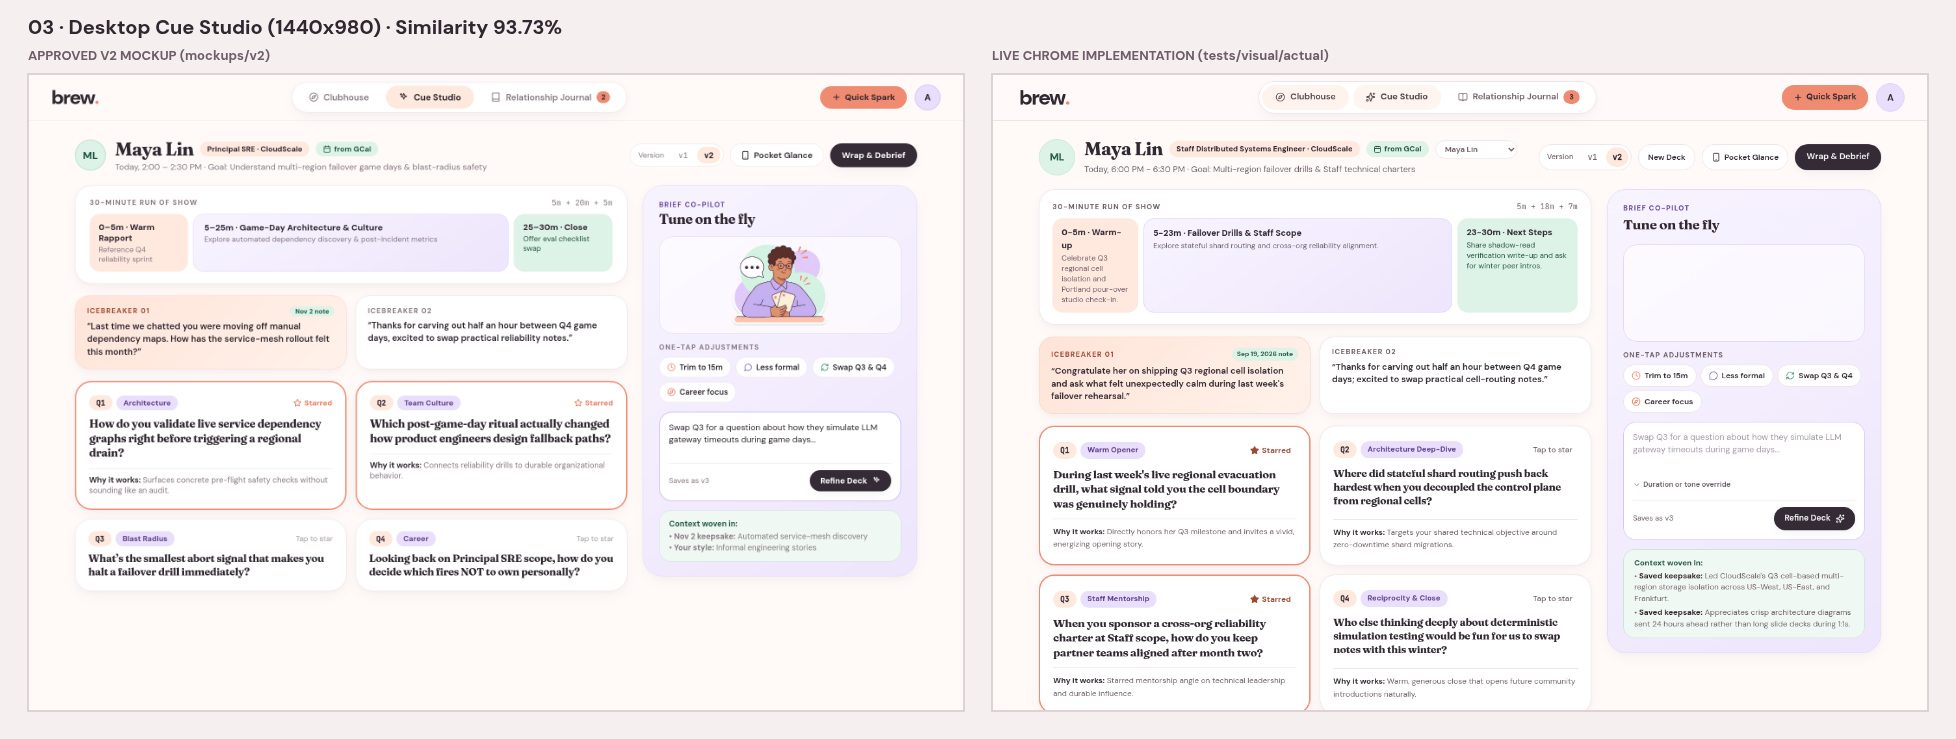 03 · Desktop Cue Studio (1440x980) · Similarity 93.73%
APPROVED V2 MOCKUP (mockups/v2)
brew.
Clubhouse
Cue Studio
Relationship Journal 2
+ Quick Spark
A
ML
Maya Lin
Principal SRE · CloudScale
from GCal
Today, 2:00 – 2:30 PM · Goal: Understand multi-region failover game days & blast-radius safety
Version v1 v2
Pocket Glance
Wrap & Debrief
30-MINUTE RUN OF SHOW
5m + 20m + 5m
0–5m · Warm
Rapport
Reference Q4
reliability sprint
5–25m · Game-Day Architecture & Culture
Explore automated dependency discovery & post-incident metrics
25–30m · Close
Offer eval checklist
swap
ICEBREAKER 01
Nov 2 note
“Last time we chatted you were moving off manual
dependency maps. How has the service-mesh rollout felt
this month?”
ICEBREAKER 02
“Thanks for carving out half an hour between Q4 game
days, excited to swap practical reliability notes.”
Q1 Architecture
Starred
How do you validate live service dependency
graphs right before triggering a regional
drain?
Why it works: Surfaces concrete pre-flight safety checks without
sounding like an audit.
Q2 Team Culture
Starred
Which post-game-day ritual actually changed
how product engineers design fallback paths?
Why it works: Connects reliability drills to durable organizational
behavior.
Q3 Blast Radius
Tap to star
What’s the smallest abort signal that makes you
halt a failover drill immediately?
Q4 Career
Tap to star
Looking back on Principal SRE scope, how do you
decide which fires NOT to own personally?
BRIEF CO-PILOT
Tune on the fly
ONE-TAP ADJUSTMENTS
Trim to 15m
Less formal
Swap Q3 & Q4
Career focus
Swap Q3 for a question about how they simulate LLM
gateway timeouts during game days...
Saves as v3
Refine Deck
Context woven in:
• Nov 2 keepsake: Automated service-mesh discovery
• Your style: Informal engineering stories
LIVE CHROME IMPLEMENTATION (tests/visual/actual)
brew.
Clubhouse
Cue Studio
Relationship Journal 3
+ Quick Spark
A
ML
Maya Lin
Staff Distributed Systems Engineer · CloudScale
from GCal
Maya Lin
Today, 6:00 PM - 6:30 PM · Goal: Multi-region failover drills & Staff technical charters
Version v1 v2
New Deck
Pocket Glance
Wrap & Debrief
30-MINUTE RUN OF SHOW
5m + 18m + 7m
0–5m · Warm-
up
Celebrate Q3
regional cell
isolation and
Portland pour-over
studio check-in.
5–23m · Failover Drills & Staff Scope
Explore stateful shard routing and cross-org reliability alignment.
23–30m · Next Steps
Share shadow-read
verification write-up and ask
for winter peer intros.
ICEBREAKER 01
Sep 19, 2026 note
“Congratulate her on shipping Q3 regional cell isolation
and ask what felt unexpectedly calm during last week's
failover rehearsal.”
ICEBREAKER 02
“Thanks for carving out half an hour between Q4 game
days; excited to swap practical cell-routing notes.”
Q1 Warm Opener
Starred
During last week's live regional evacuation
drill, what signal told you the cell boundary
was genuinely holding?
Why it works: Directly honors her Q3 milestone and invites a vivid,
energizing opening story.
Q2 Architecture Deep-Dive
Tap to star
Where did stateful shard routing push back
hardest when you decoupled the control plane
from regional cells?
Why it works: Targets your shared technical objective around
zero-downtime shard migrations.
Q3 Staff Mentorship
Starred
When you sponsor a cross-org reliability
charter at Staff scope, how do you keep
partner teams aligned after month two?
Why it works: Starred mentorship angle on technical leadership
and durable influence.
Q4 Reciprocity & Close
Tap to star
Who else thinking deeply about deterministic
simulation testing would be fun for us to swap
notes with this winter?
Why it works: Warm, generous close that opens future community
introductions naturally.
BRIEF CO-PILOT
Tune on the fly
ONE-TAP ADJUSTMENTS
Trim to 15m
Less formal
Swap Q3 & Q4
Career focus
Swap Q3 for a question about how they simulate LLM
gateway timeouts during game days...
Duration or tone override
Saves as v3
Refine Deck
Context woven in:
• Saved keepsake: Led CloudScale's Q3 cell-based multi-
region storage isolation across US-West, US-East, and
Frankfurt.
• Saved keepsake: Appreciates crisp architecture diagrams
sent 24 hours ahead rather than long slide decks during 1:1s.